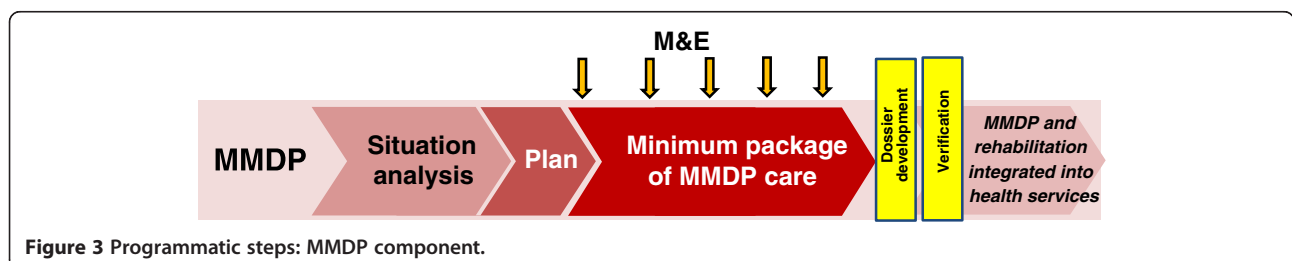 M&E
MMDP
Situation
analysis
Plan
Minimum package
of MMDP care
Dossier
development
Verification
MMDP and
rehabilitation
integrated into
health services
Figure 3 Programmatic steps: MMDP component.